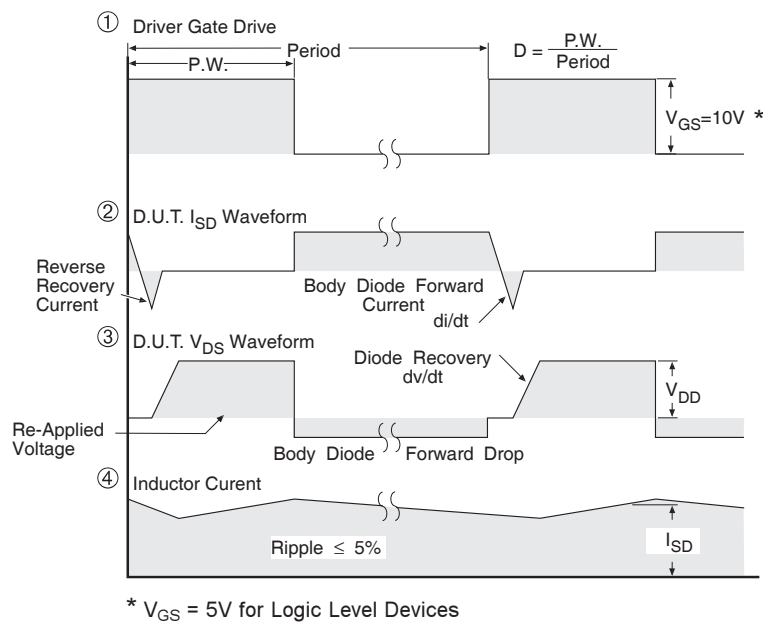 ① Driver Gate Drive
Period
P.W.
D = P.W. / Period
V_GS=10V *
② D.U.T. I_SD Waveform
Reverse
Recovery
Current
Body Diode Forward
Current
di/dt
③ D.U.T. V_DS Waveform
Diode Recovery
dv/dt
V_DD
Re-Applied
Voltage
Body Diode Forward Drop
④ Inductor Curent
Ripple ≤ 5%
I_SD
* V_GS = 5V for Logic Level Devices